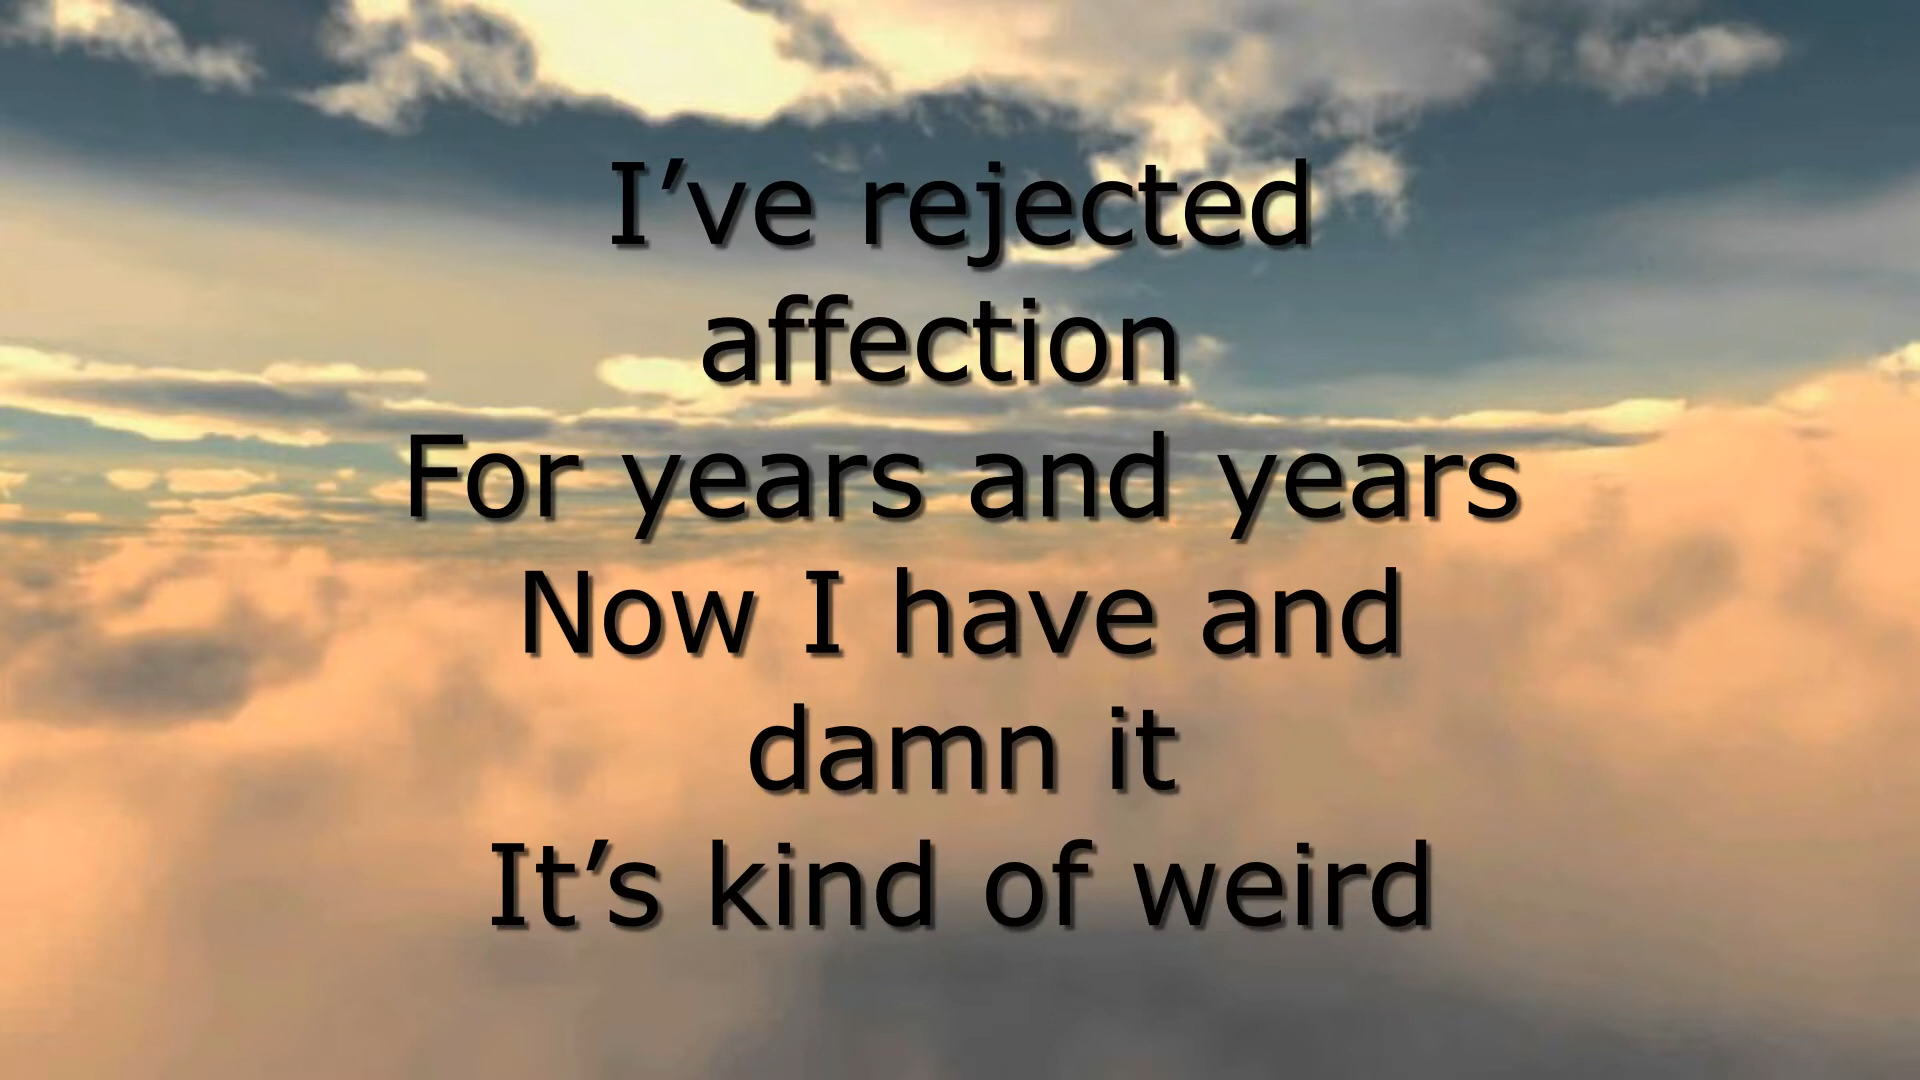 I’ve rejected
affection
For years and years
Now I have and
damn it
It’s kind of weird